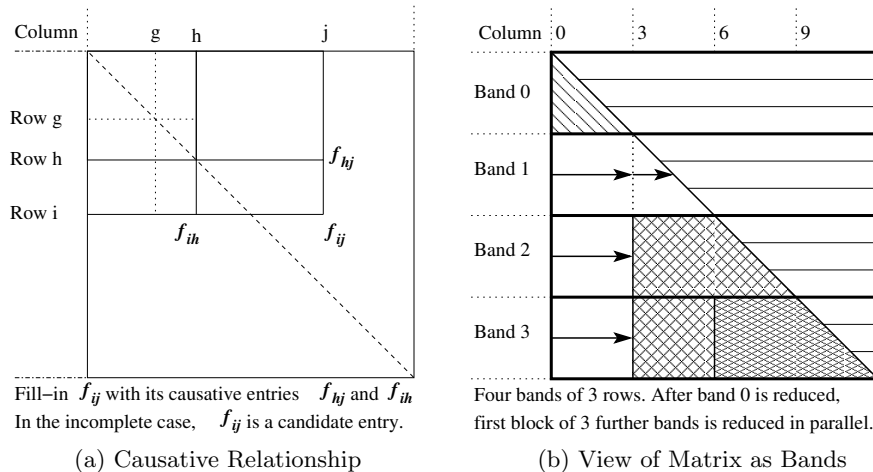 Column g h j
Row g
Row h f_hj
Row i
f_ih f_ij
Fill−in f_ij with its causative entries f_hj and f_ih
In the incomplete case, f_ij is a candidate entry.
(a) Causative Relationship
Column 0 3 6 9
Band 0
Band 1
Band 2
Band 3
Four bands of 3 rows. After band 0 is reduced,
first block of 3 further bands is reduced in parallel.
(b) View of Matrix as Bands